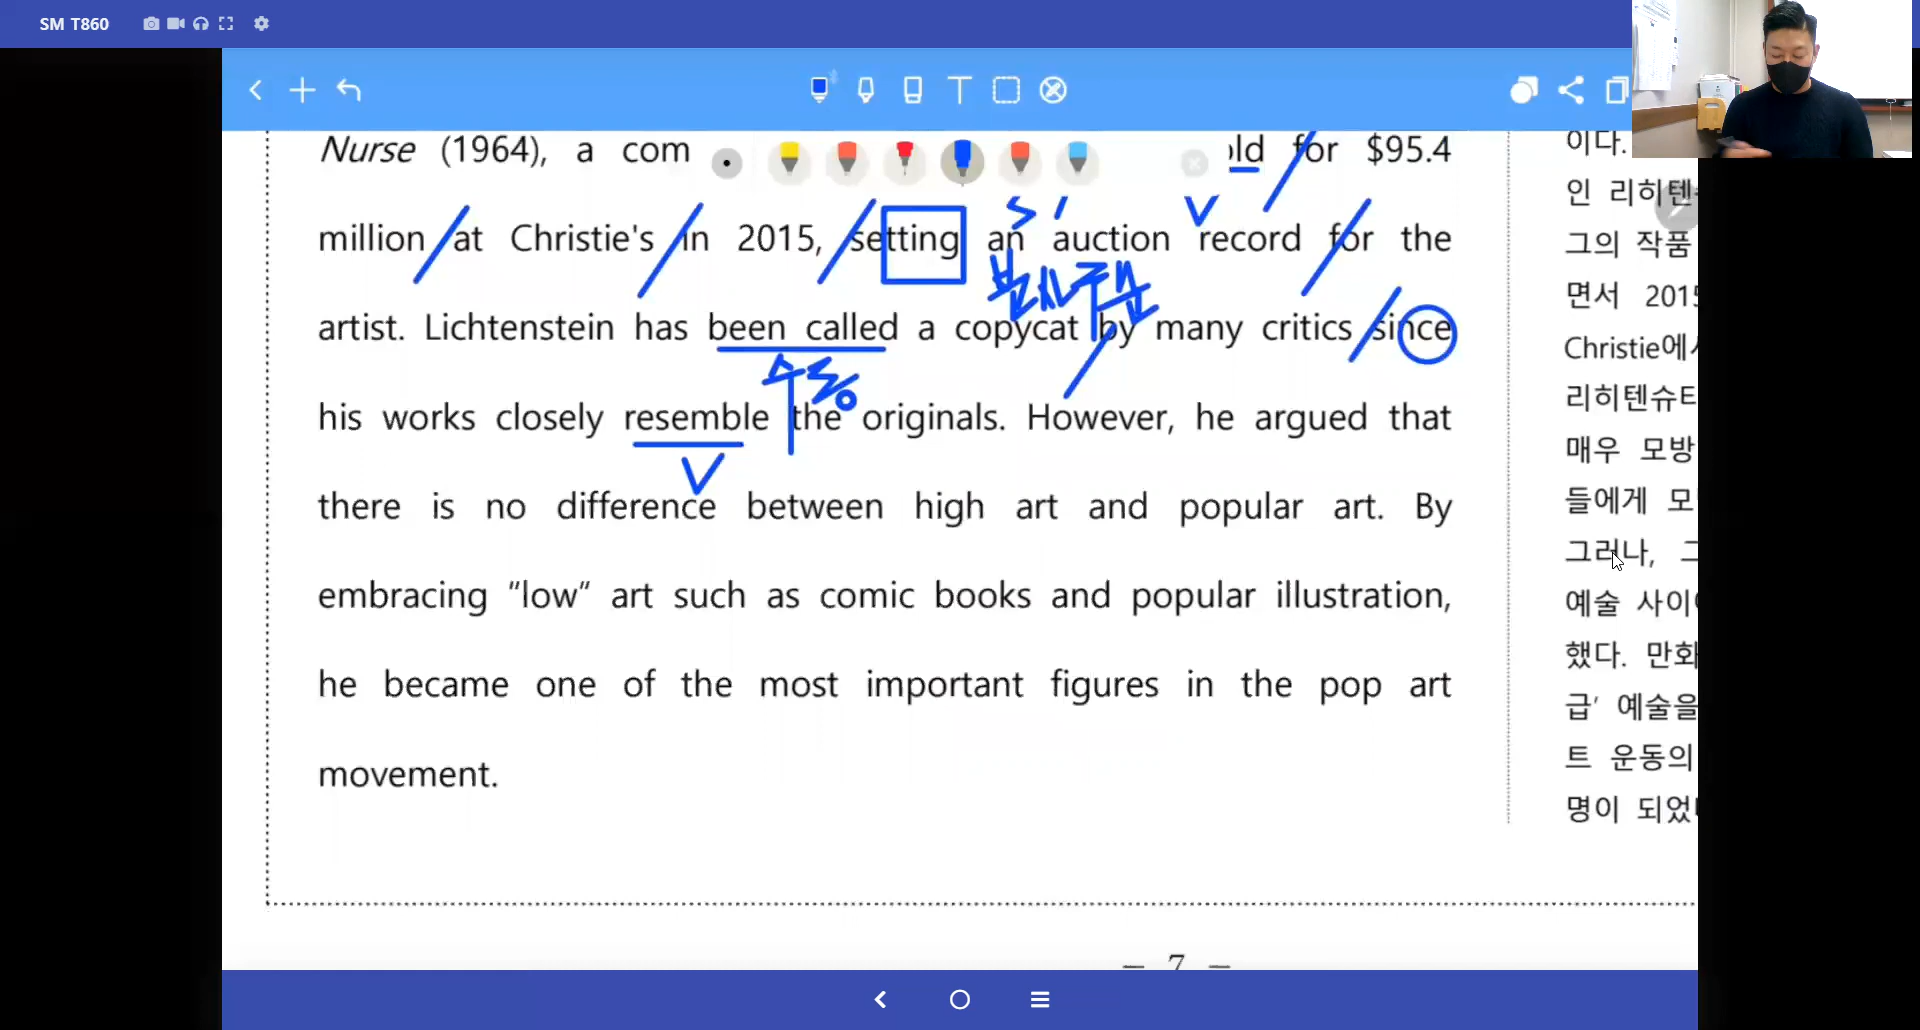 SM T860
Nurse (1964), a com ld for $95.4
million at Christie's in 2015, setting an auction record for the
S' V
분사구문
artist. Lichtenstein has been called a copycat by many critics since
수동
his works closely resemble the originals. However, he argued that
V
there is no difference between high art and popular art. By
embracing “low” art such as comic books and popular illustration,
he became one of the most important figures in the pop art
movement.
이다.
인 리히텐
그의 작품
면서 2015
Christie에서
리히텐슈타
매우 모방
들에게 모
그러나, 그
예술 사이
했다. 만화
급' 예술을
트 운동의
명이 되었
- 7 -